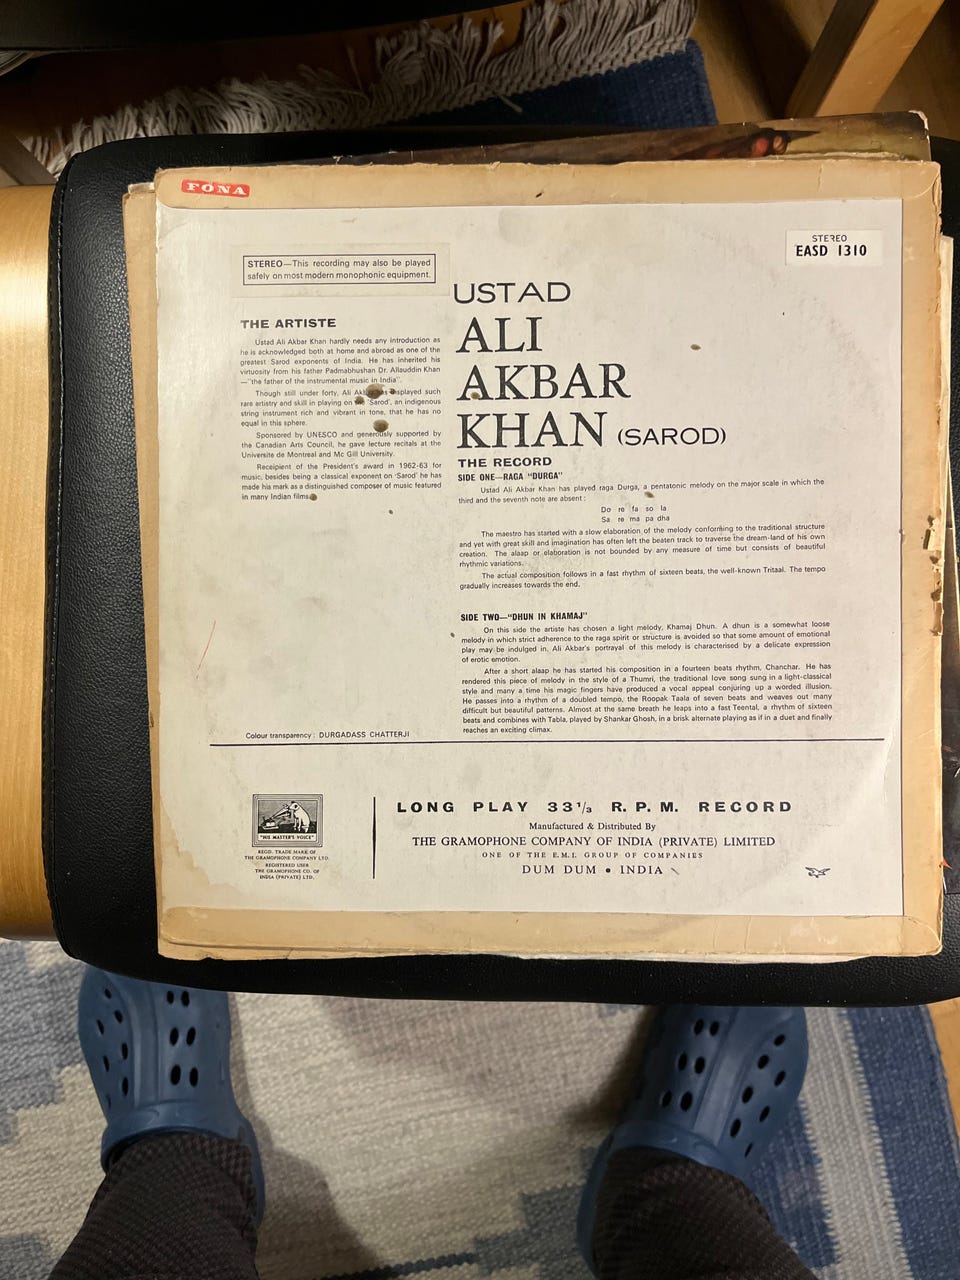 FONA
STEREO
EASD 1310
STEREO—This recording may also be played
safely on most modern monophonic equipment.
USTAD
ALI
AKBAR
KHAN (SAROD)
THE ARTISTE
Ustad Ali Akbar Khan hardly needs any introduction as
he is acknowledged both at home and abroad as one of the
greatest Sarod exponents of India. He has inherited his
virtuosity from his father Padmabhushan Dr. Allauddin Khan
—"the father of the instrumental music in India".
Though still under forty, Ali displayed such
rare artistry and skill in playing on 'Sarod', an indigenous
string instrument rich and vibrant in tone, that he has no
equal in this sphere.
Sponsored by UNESCO and generously supported by
the Canadian Arts Council, he gave lecture recitals at the
Universite de Montreal and Mc Gill University.
Receipient of the President's award in 1962-63 for
music, besides being a classical exponent on 'Sarod' he has
made his mark as a distinguished composer of music featured
in many Indian films
THE RECORD
SIDE ONE—RAGA "DURGA"
Ustad Ali Akbar Khan has played raga Durga, a pentatonic melody on the major scale in which the
third and the seventh note are absent:
Do re fa so la
Sa re ma pa dha
The maestro has started with a slow elaboration of the melody conforming to the traditional structure
and yet with great skill and imagination has often left the beaten track to traverse the dream-land of his own
creation. The alaap or elaboration is not bounded by any measure of time but consists of beautiful
rhythmic variations.
The actual composition follows in a fast rhythm of sixteen beats, the well-known Tritaal. The tempo
gradually increases towards the end.
SIDE TWO—"DHUN IN KHAMAJ"
On this side the artiste has chosen a light melody, Khamaj Dhun. A dhun is a somewhat loose
melody in which strict adherence to the raga spirit or structure is avoided so that some amount of emotional
play may be indulged in. Ali Akbar's portrayal of this melody is characterised by a delicate expression
of erotic emotion.
After a short alaap he has started his composition in a fourteen beats rhythm, Chanchar. He has
rendered this piece of melody in the style of a Thumri, the traditional love song sung in a light-classical
style and many a time his magic fingers have produced a vocal appeal conjuring up a worded illusion.
He passes into a rhythm of a doubled tempo, the Roopak Taala of seven beats and weaves out many
difficult but beautiful patterns. Almost at the same breath he leaps into a fast Teental, a rhythm of sixteen
beats and combines with Tabla, played by Shankar Ghosh, in a brisk alternate playing as if in a duet and finally
reaches an exciting climax.
Colour transparency: DURGADASS CHATTERJI
"HIS MASTER'S VOICE"
REGD. TRADE MARK OF
THE GRAMOPHONE COMPANY LTD.
REGISTERED USER
THE GRAMOPHONE CO. OF
INDIA (PRIVATE) LTD.
LONG PLAY 33 1/3 R. P. M. RECORD
Manufactured & Distributed By
THE GRAMOPHONE COMPANY OF INDIA (PRIVATE) LIMITED
ONE OF THE E.M.I. GROUP OF COMPANIES
DUM DUM • INDIA